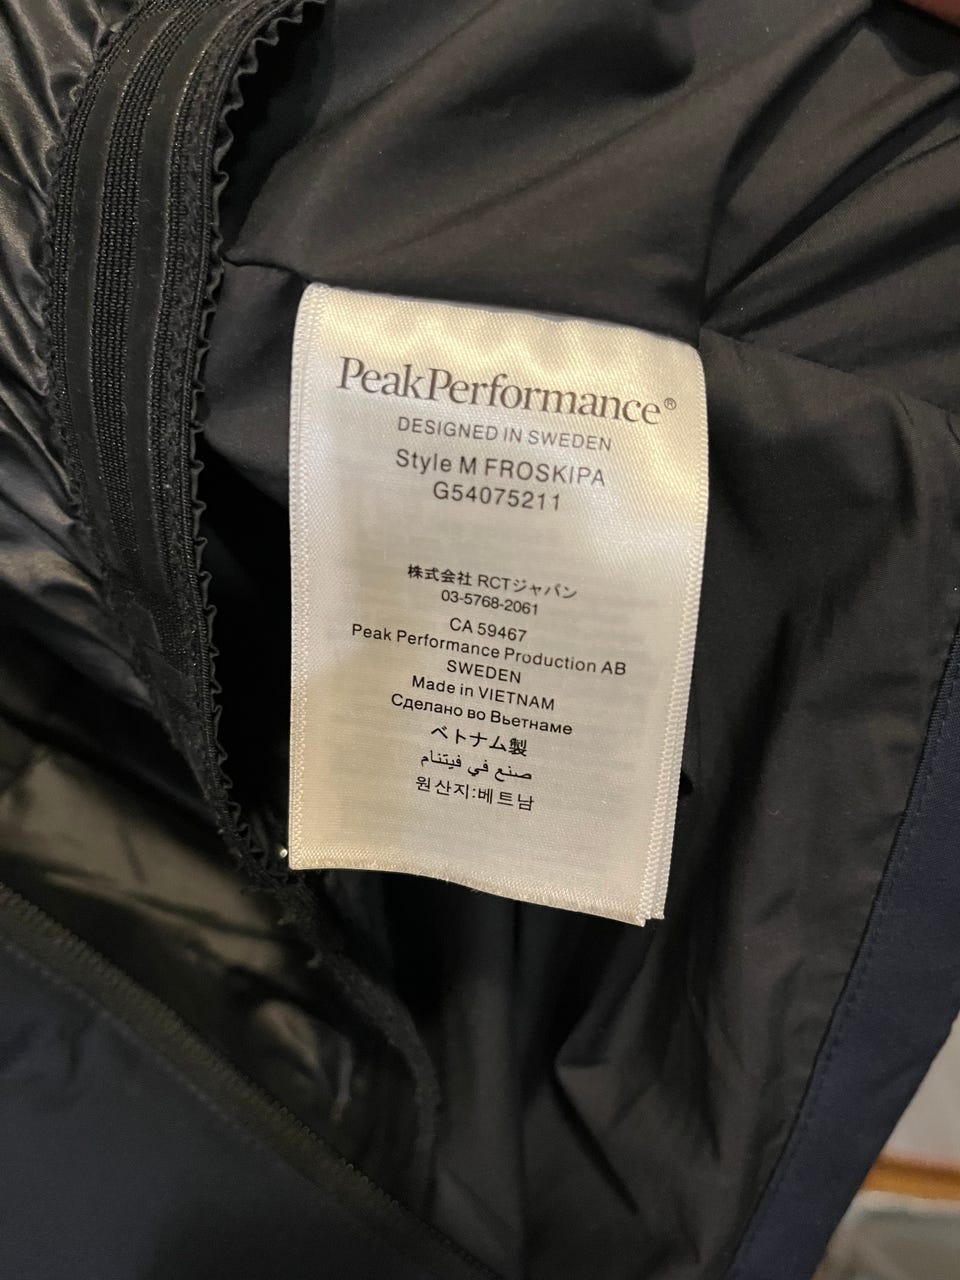 PeakPerformance®
DESIGNED IN SWEDEN
Style M FROSKIPA
G54075211
株式会社 RCTジャパン
03-5768-2061
CA 59467
Peak Performance Production AB
SWEDEN
Made in VIETNAM
Сделано во Вьетнаме
ベトナム製
صنع في فيتنام
원산지:베트남